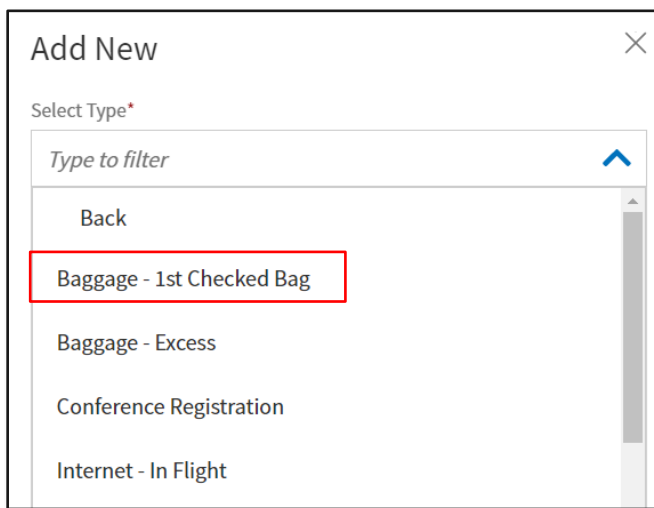 Add New
Select Type*
Type to filter
Back
Baggage - 1st Checked Bag
Baggage - Excess
Conference Registration
Internet - In Flight